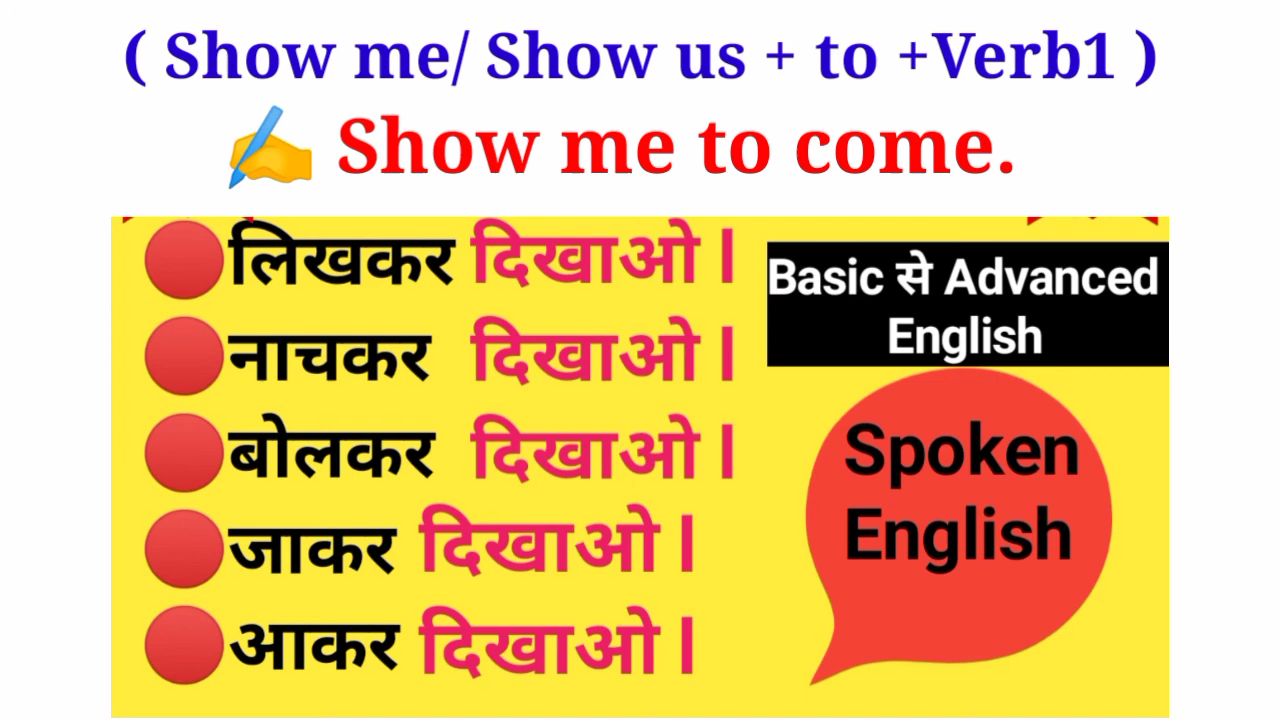 ( Show me/ Show us + to +Verb1 )
✍ Show me to come.
लिखकर दिखाओ।
नाचकर दिखाओ।
बोलकर दिखाओ।
जाकर दिखाओ।
आकर दिखाओ।
Basic से Advanced
English
Spoken
English